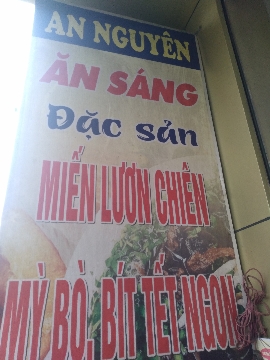 AN NGUYÊN
ĂN SÁNG
Đặc sản
MIẾN LƯƠN CHIÊN
MỲ BÒ, BÍT TẾT NGON